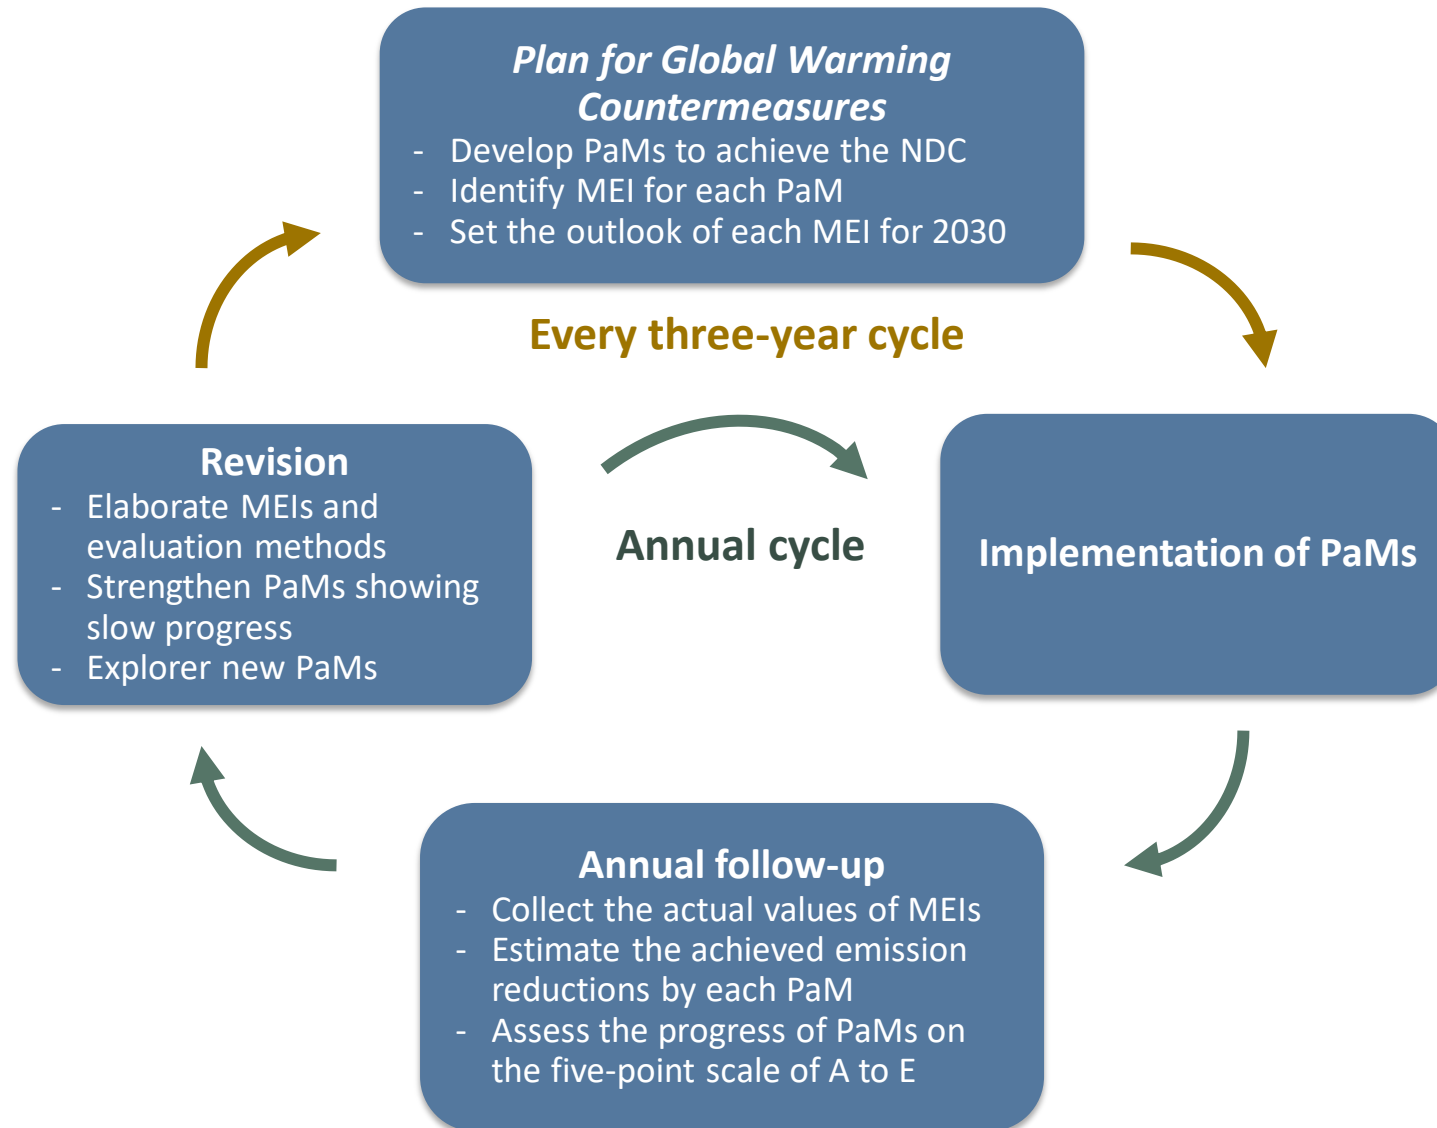 Plan for Global Warming
Countermeasures
- Develop PaMs to achieve the NDC
- Identify MEI for each PaM
- Set the outlook of each MEI for 2030
Every three-year cycle
Revision
- Elaborate MEIs and
evaluation methods
- Strengthen PaMs showing
slow progress
- Explorer new PaMs
Annual cycle
Implementation of PaMs
Annual follow-up
- Collect the actual values of MEIs
- Estimate the achieved emission
reductions by each PaM
- Assess the progress of PaMs on
the five-point scale of A to E